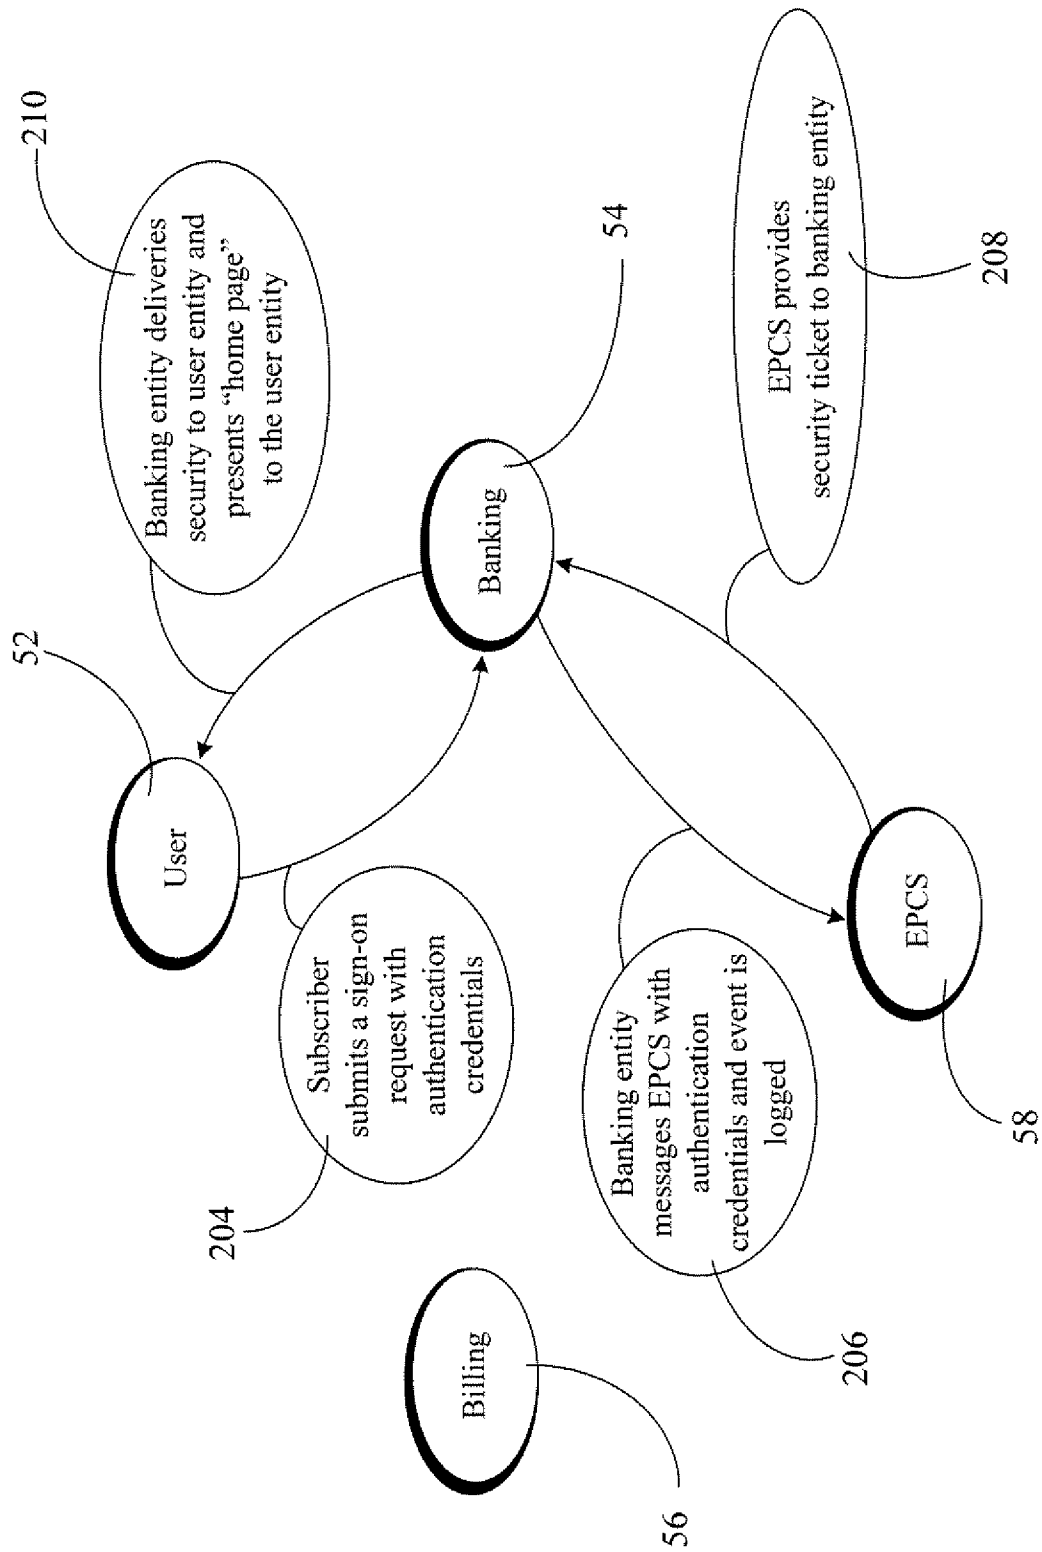 210
Banking entity deliveries
security to user entity and
presents “home page”
to the user entity
52
User
54
Banking
204
Subscriber
submits a sign-on
request with
authentication
credentials
Billing
56
206
Banking entity
messages EPCS with
authentication
credentials and event is
logged
EPCS provides
security ticket to banking entity
208
EPCS
58